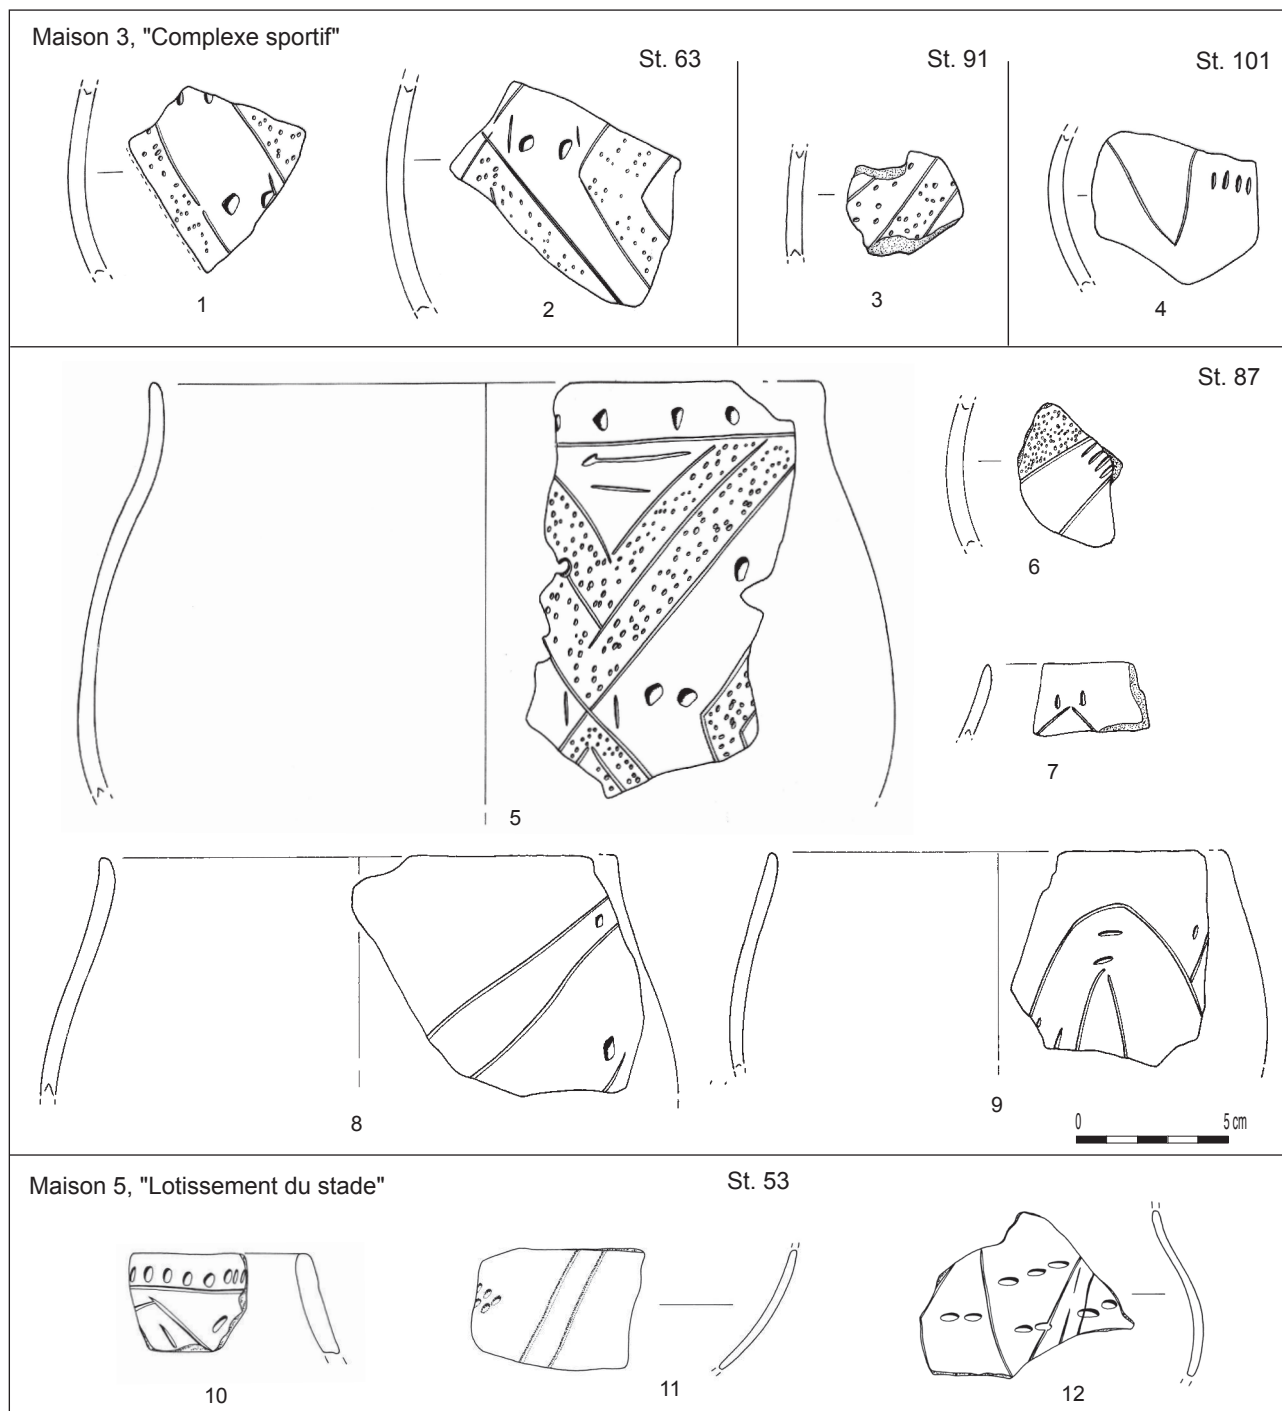 Maison 3, "Complexe sportif"
St. 63
St. 91
St. 101
1
2
3
4
St. 87
5
6
7
8
9
0 5 cm
Maison 5, "Lotissement du stade"
St. 53
10
11
12